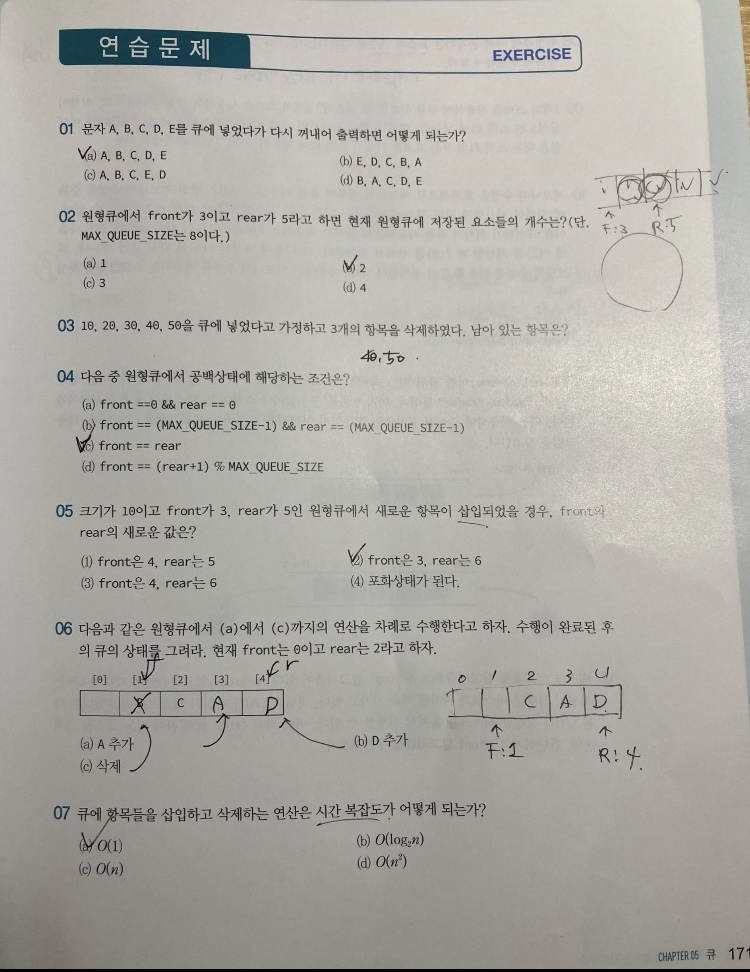 연습문제
EXERCISE
01 문자 A, B, C, D, E를 큐에 넣었다가 다시 꺼내어 출력하면 어떻게 되는가?
(a) A, B, C, D, E
(b) E, D, C, B, A
(c) A, B, C, E, D
(d) B, A, C, D, E
02 원형큐에서 front가 3이고 rear가 5라고 하면 현재 원형큐에 저장된 요소들의 개수는?(단,
MAX_QUEUE_SIZE는 8이다.)
F:3 R:5
(a) 1
(b) 2
(c) 3
(d) 4
03 10, 20, 30, 40, 50을 큐에 넣었다고 가정하고 3개의 항목을 삭제하였다. 남아 있는 항목은?
40, 50
04 다음 중 원형큐에서 공백상태에 해당하는 조건은?
(a) front ==0 && rear == 0
(b) front == (MAX_QUEUE_SIZE-1) && rear == (MAX_QUEUE_SIZE-1)
(c) front == rear
(d) front == (rear+1) % MAX_QUEUE_SIZE
05 크기가 10이고 front가 3, rear가 5인 원형큐에서 새로운 항목이 삽입되었을 경우, front와
rear의 새로운 값은?
(1) front은 4, rear는 5
(2) front은 3, rear는 6
(3) front은 4, rear는 6
(4) 포화상태가 된다.
06 다음과 같은 원형큐에서 (a)에서 (c)까지의 연산을 차례로 수행한다고 하자. 수행이 완료된 후
의 큐의 상태를 그려라. 현재 front는 0이고 rear는 2라고 하자.
f r
[0] [1] [2] [3] [4]
B C A D
0 1 2 3 4
C A D
F:1 R:4
(a) A 추가
(b) D 추가
(c) 삭제
07 큐에 항목들을 삽입하고 삭제하는 연산은 시간 복잡도가 어떻게 되는가?
(a) O(1)
(b) O(log₂n)
(c) O(n)
(d) O(n²)
CHAPTER 05 큐 171